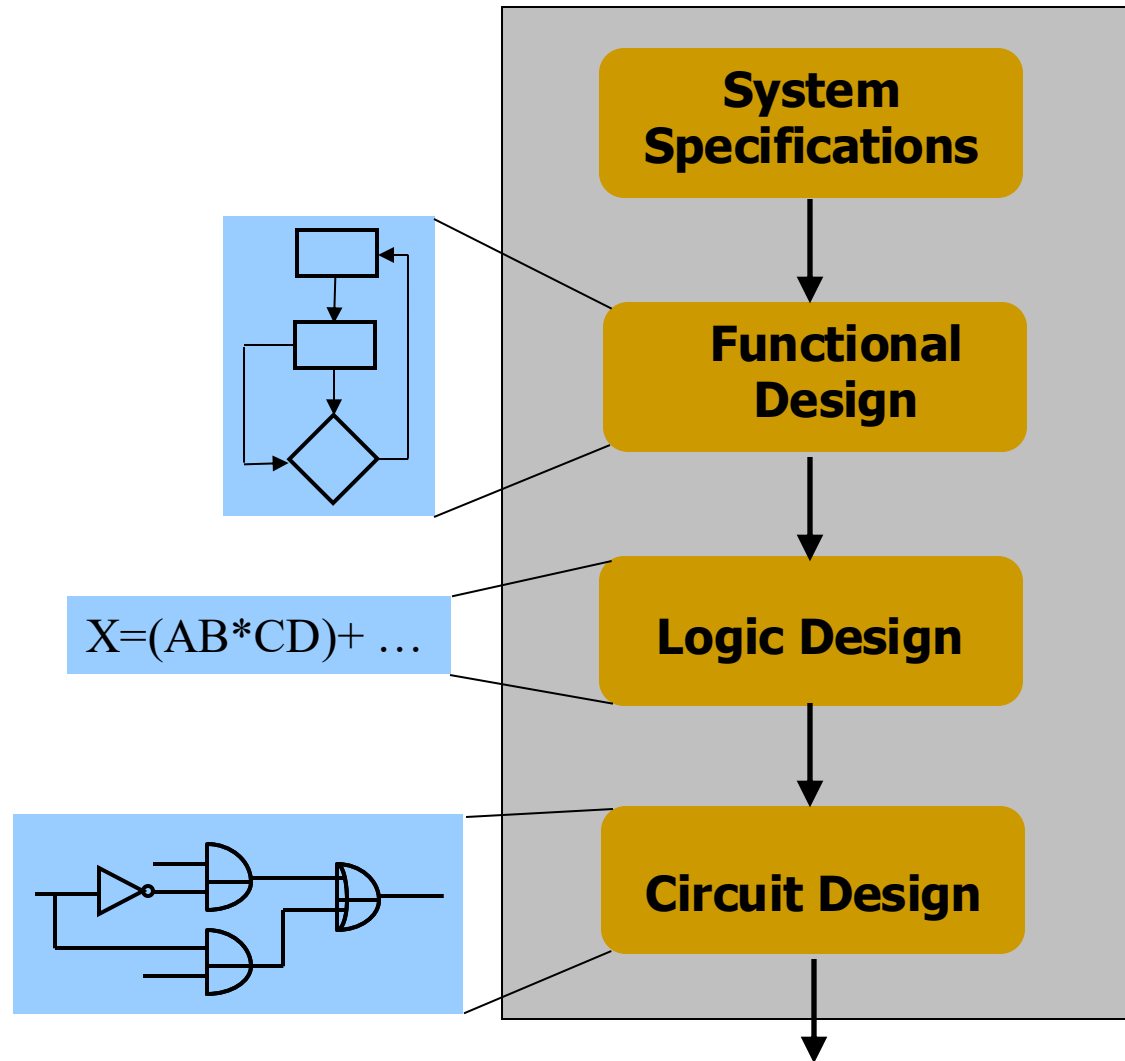 System
Specifications
Functional
Design
X=(AB*CD)+ …
Logic Design
Circuit Design